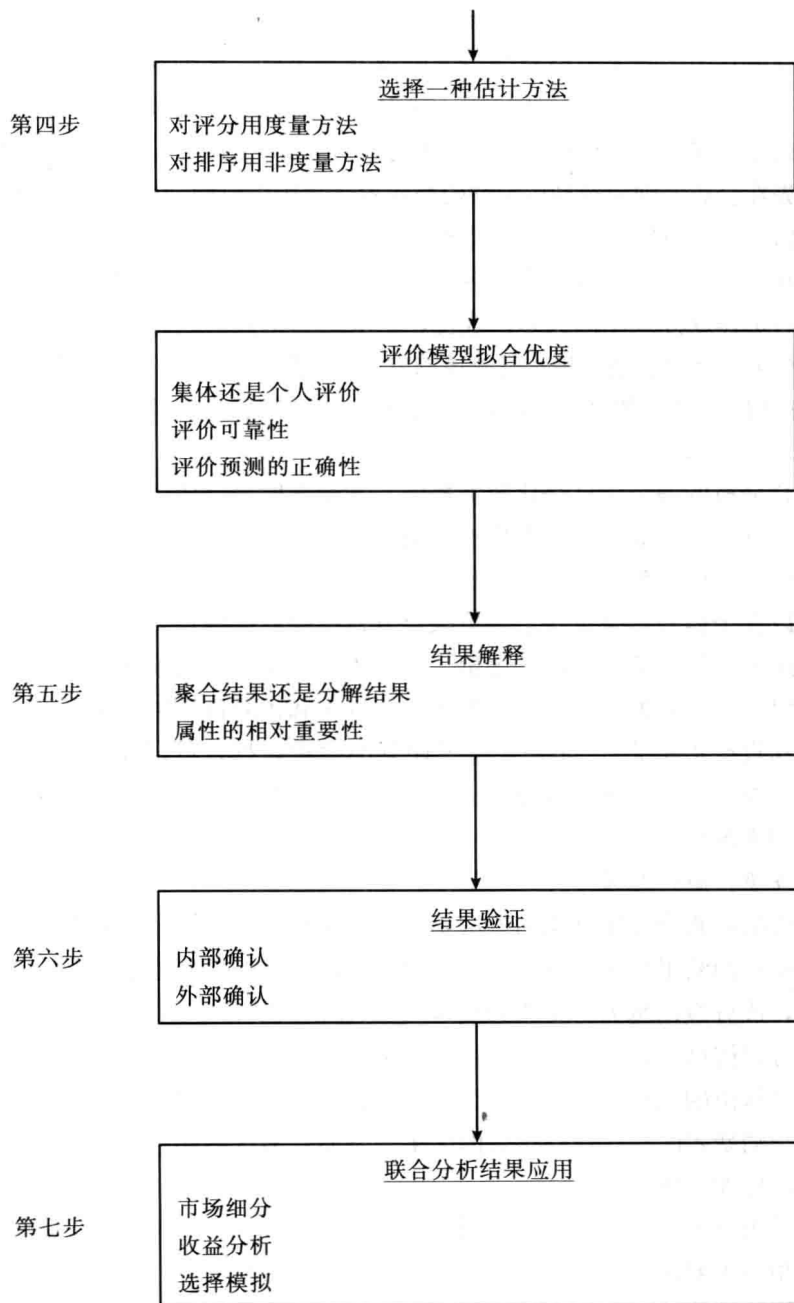 选择一种估计方法
第四步
对评分用度量方法
对排序用非度量方法
评价模型拟合优度
集体还是个人评价
评价可靠性
评价预测的正确性
结果解释
第五步
聚合结果还是分解结果
属性的相对重要性
结果验证
第六步
内部确认
外部确认
联合分析结果应用
第七步
市场细分
收益分析
选择模拟